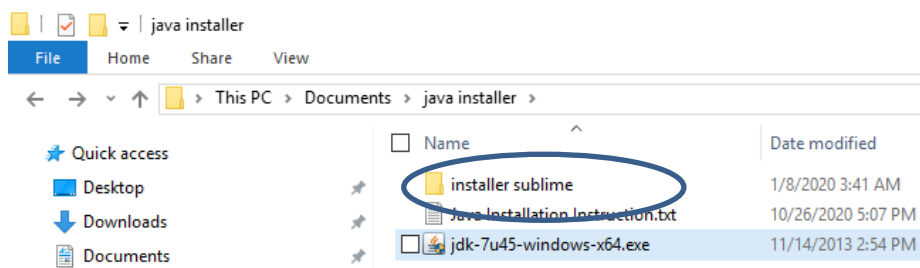 java installer
File Home Share View
This PC > Documents > java installer >
Name Date modified
Quick access
installer sublime 1/8/2020 3:41 AM
Desktop
Java Installation Instruction.txt 10/26/2020 5:07 PM
Downloads
jdk-7u45-windows-x64.exe 11/14/2013 2:54 PM
Documents